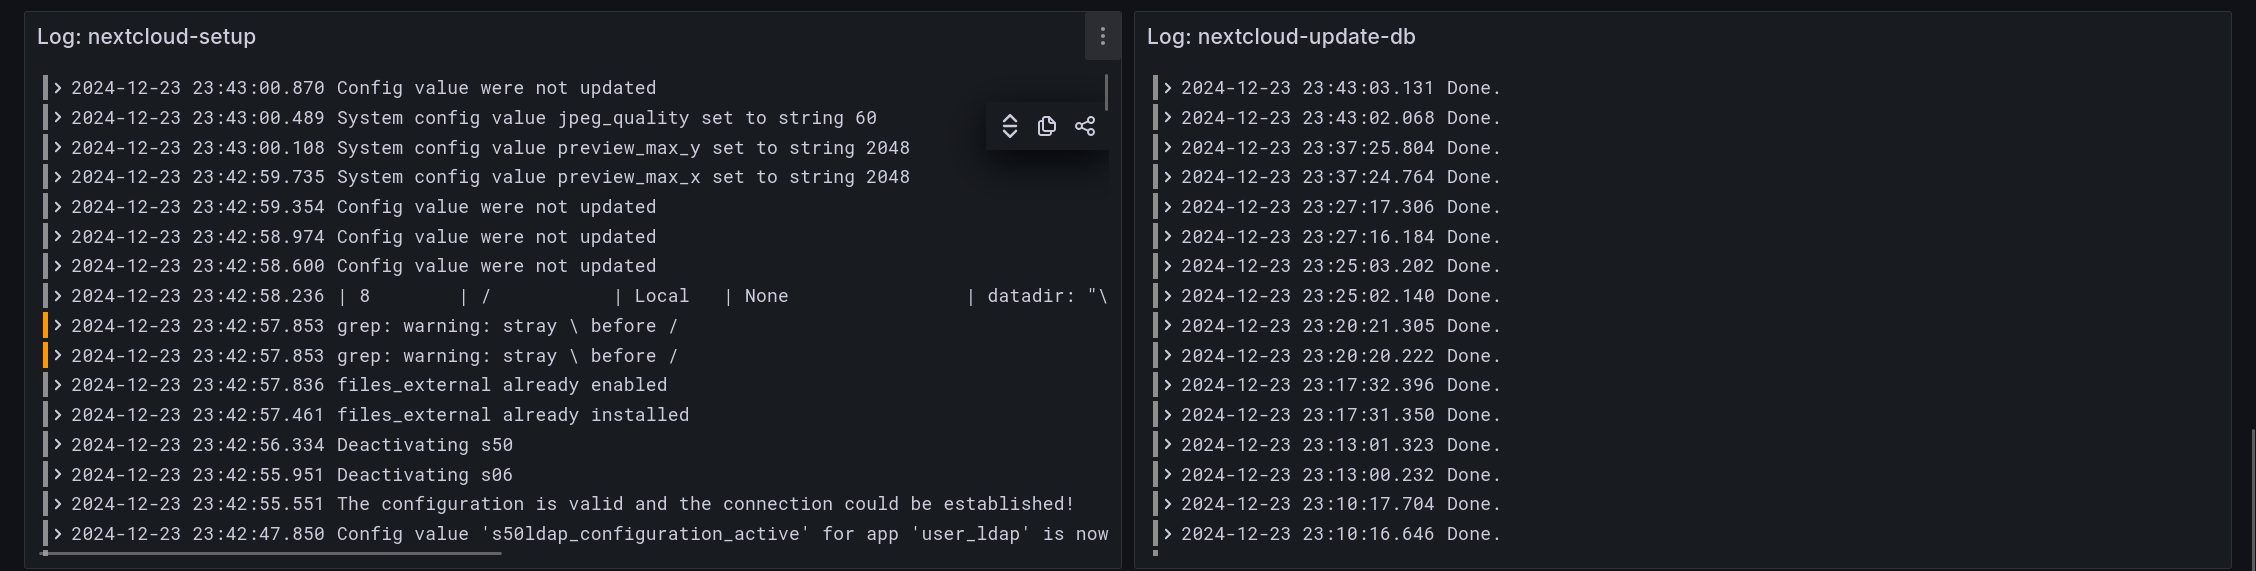 Log: nextcloud-setup
2024-12-23 23:43:00.870 Config value were not updated
2024-12-23 23:43:00.489 System config value jpeg_quality set to string 60
2024-12-23 23:43:00.108 System config value preview_max_y set to string 2048
2024-12-23 23:42:59.735 System config value preview_max_x set to string 2048
2024-12-23 23:42:59.354 Config value were not updated
2024-12-23 23:42:58.974 Config value were not updated
2024-12-23 23:42:58.600 Config value were not updated
2024-12-23 23:42:58.236 | 8        | /           | Local   | None                | datadir: "\
2024-12-23 23:42:57.853 grep: warning: stray \ before /
2024-12-23 23:42:57.853 grep: warning: stray \ before /
2024-12-23 23:42:57.836 files_external already enabled
2024-12-23 23:42:57.461 files_external already installed
2024-12-23 23:42:56.334 Deactivating s50
2024-12-23 23:42:55.951 Deactivating s06
2024-12-23 23:42:55.551 The configuration is valid and the connection could be established!
2024-12-23 23:42:47.850 Config value 's50ldap_configuration_active' for app 'user_ldap' is now
Log: nextcloud-update-db
2024-12-23 23:43:03.131 Done.
2024-12-23 23:43:02.068 Done.
2024-12-23 23:37:25.804 Done.
2024-12-23 23:37:24.764 Done.
2024-12-23 23:27:17.306 Done.
2024-12-23 23:27:16.184 Done.
2024-12-23 23:25:03.202 Done.
2024-12-23 23:25:02.140 Done.
2024-12-23 23:20:21.305 Done.
2024-12-23 23:20:20.222 Done.
2024-12-23 23:17:32.396 Done.
2024-12-23 23:17:31.350 Done.
2024-12-23 23:13:01.323 Done.
2024-12-23 23:13:00.232 Done.
2024-12-23 23:10:17.704 Done.
2024-12-23 23:10:16.646 Done.